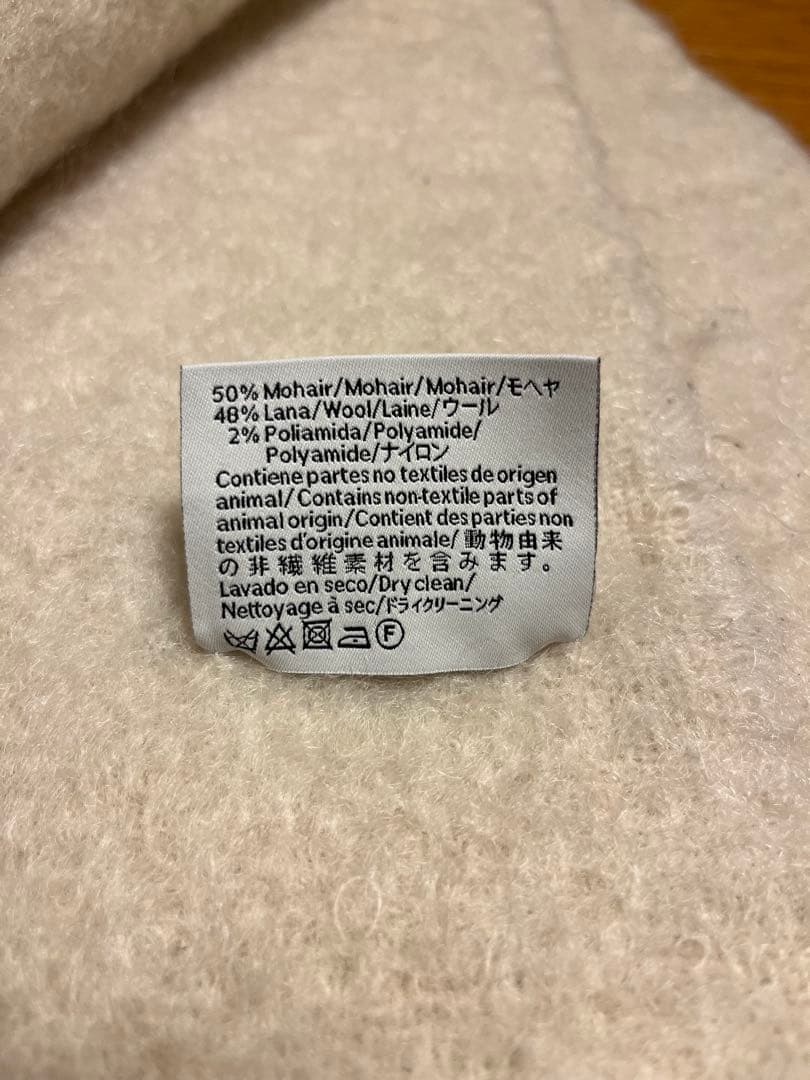 50% Mohair/Mohair/Mohair/モヘヤ
48% Lana/Wool/Laine/ウール
2% Poliamida/Polyamide/
Polyamide/ナイロン
Contiene partes no textiles de origen
animal/Contains non-textile parts of
animal origin/Contient des parties non
textiles d'origine animale/動物由来
の非繊維素材を含みます。
Lavado en seco/Dry clean/
Nettoyage à sec/ドライクリーニング
F